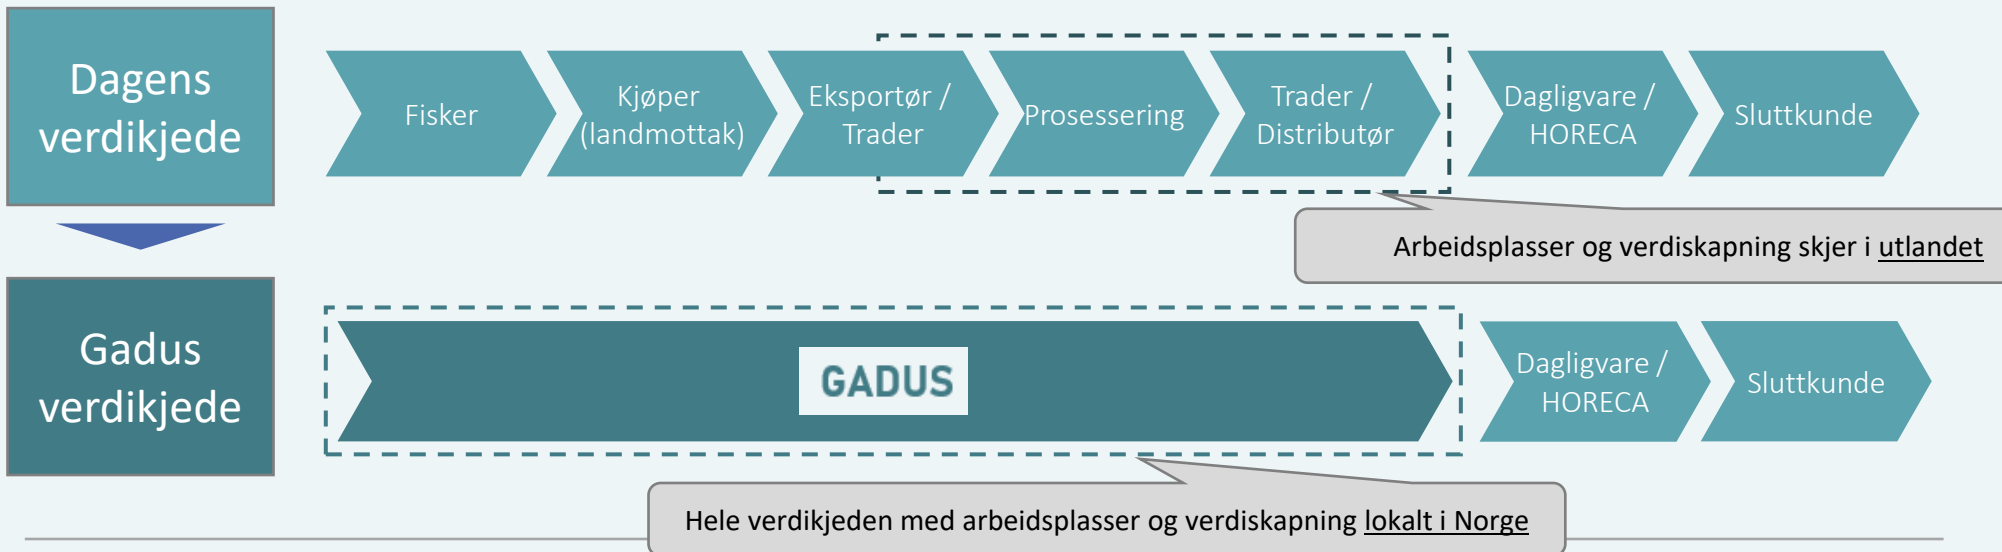 Dagens
verdikjede
Fisker
Kjøper
(landmottak)
Eksportør /
Trader
Prosessering
Trader /
Distributør
Dagligvare /
HORECA
Sluttkunde
Arbeidsplasser og verdiskapning skjer i utlandet
Gadus
verdikjede
GADUS
Dagligvare /
HORECA
Sluttkunde
Hele verdikjeden med arbeidsplasser og verdiskapning lokalt i Norge